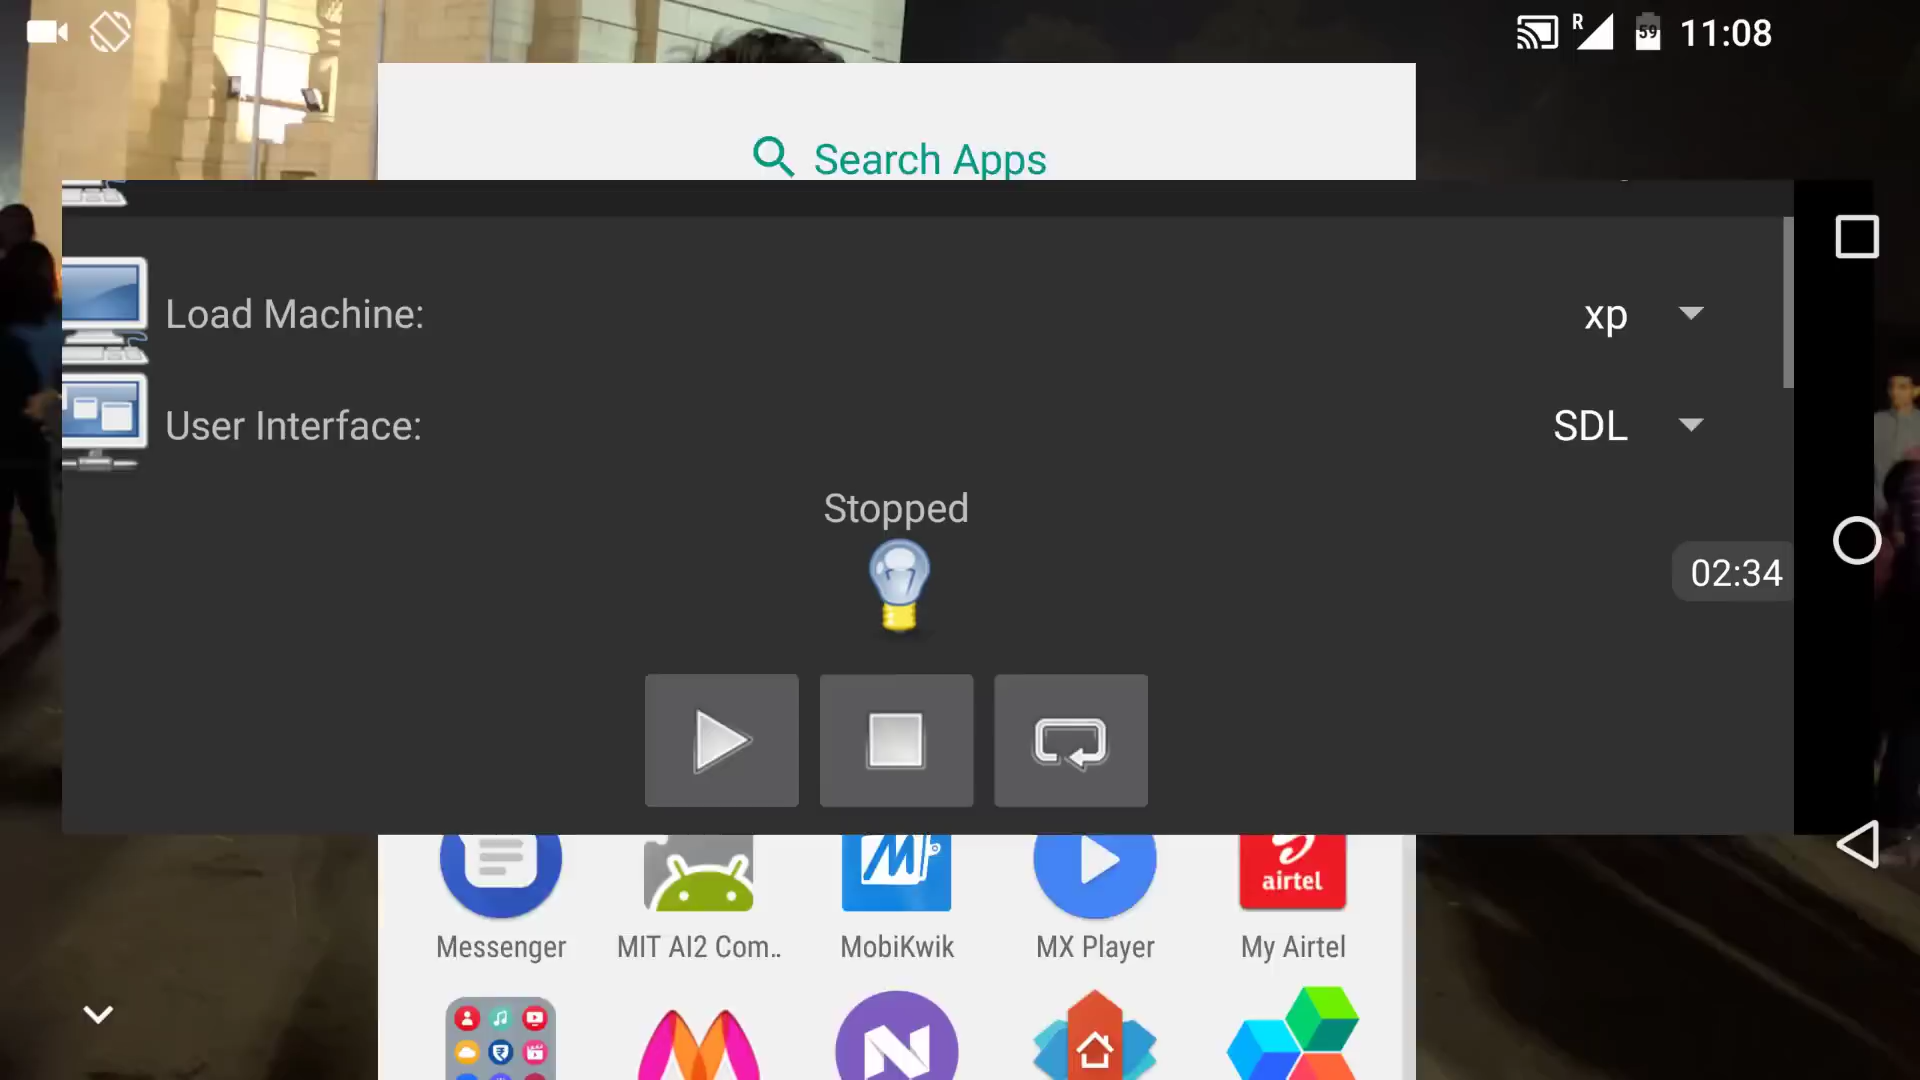 R
59
11:08
Search Apps
Load Machine:
xp
User Interface:
SDL
Stopped
02:34
airtel
Messenger
MIT AI2 Com..
MobiKwik
MX Player
My Airtel